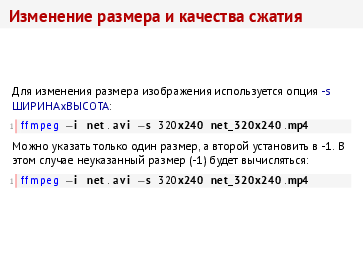 Изменение размера и качества сжатия
Для изменения размера изображения используется опция -s
ШИРИНАxВЫСОТА:
1 ffmpeg –i net.avi –s 320x240 net_320x240.mp4
Можно указать только один размер, а второй установить в -1. В
этом случае неуказанный размер (-1) будет вычисляться:
1 ffmpeg –i net.avi –s 320x240 net_320x240.mp4